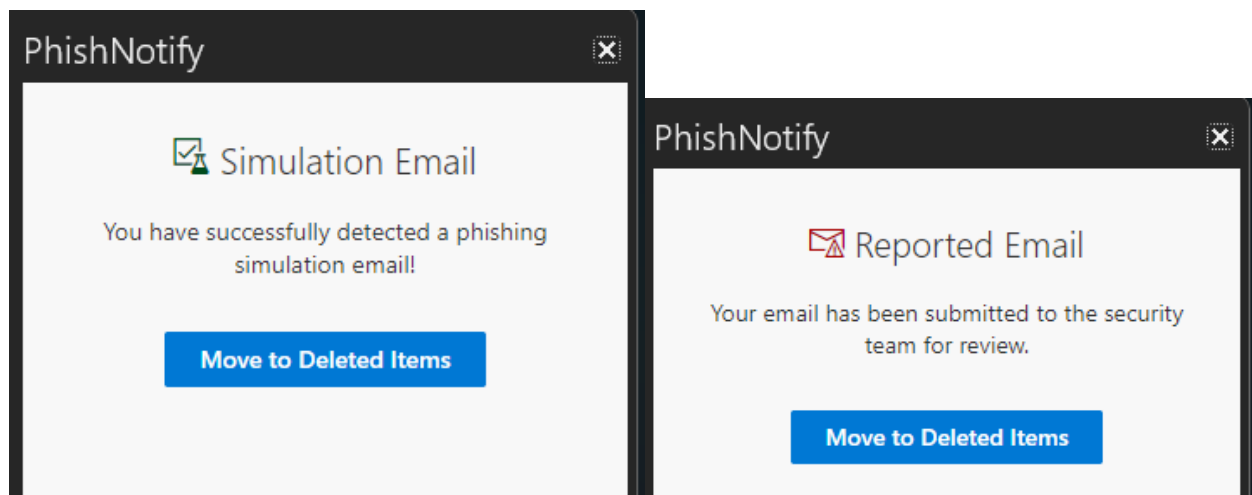 PhishNotify
Simulation Email
You have successfully detected a phishing
simulation email!
Move to Deleted Items
PhishNotify
Reported Email
Your email has been submitted to the security
team for review.
Move to Deleted Items